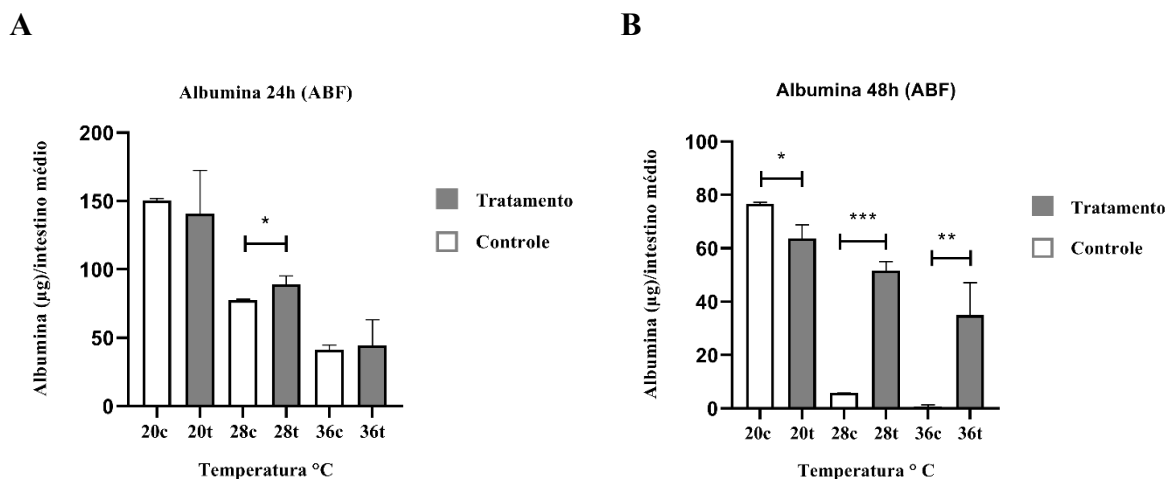 A
Albumina 24h (ABF)
Albumina (µg)/intestino médio
200
150
100
50
0
*
20c 20t 28c 28t 36c 36t
Temperatura °C
Tratamento
Controle
B
Albumina 48h (ABF)
Albumina (µg)/intestino médio
100
80
60
40
20
0
*
***
**
20c 20t 28c 28t 36c 36t
Temperatura ° C
Tratamento
Controle